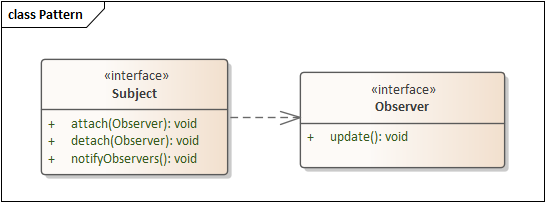 class Pattern
«interface»
Subject
+ attach(Observer): void
+ detach(Observer): void
+ notifyObservers(): void
«interface»
Observer
+ update(): void